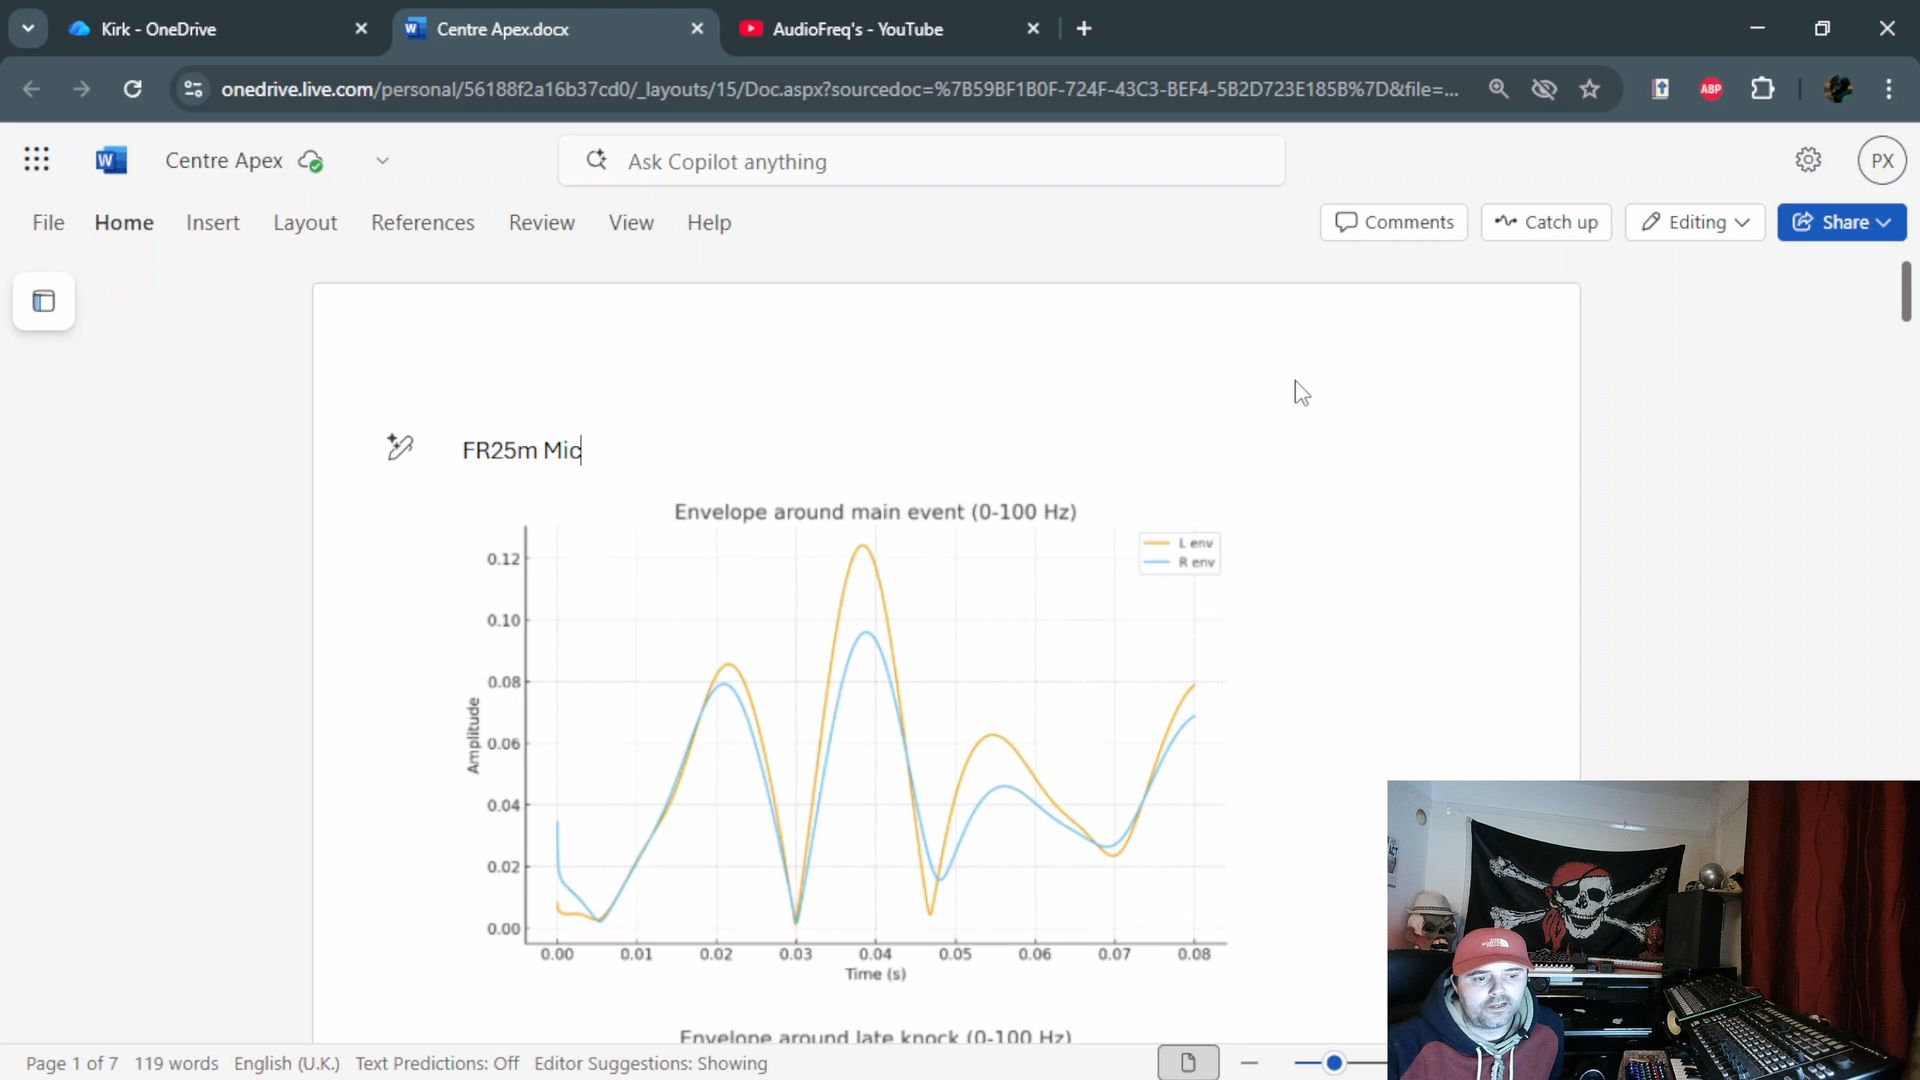 Kirk - OneDrive
Centre Apex.docx
AudioFreq's - YouTube
onedrive.live.com/personal/56188f2a16b37cd0/_layouts/15/Doc.aspx?sourcedoc=%7B59BF1B0F-724F-43C3-BEF4-5B2D723E185B%7D&file=...
ABP
W
Centre Apex
Ask Copilot anything
PX
File Home Insert Layout References Review View Help
Comments
Catch up
Editing
Share
FR25m Mic
Envelope around main event (0-100 Hz)
L env
R env
0.12
0.10
0.08
0.06
0.04
0.02
0.00
Amplitude
0.00 0.01 0.02 0.03 0.04 0.05 0.06 0.07 0.08
Time (s)
Envelope around late knock (0-100 Hz)
Page 1 of 7 119 words English (U.K.) Text Predictions: Off Editor Suggestions: Showing